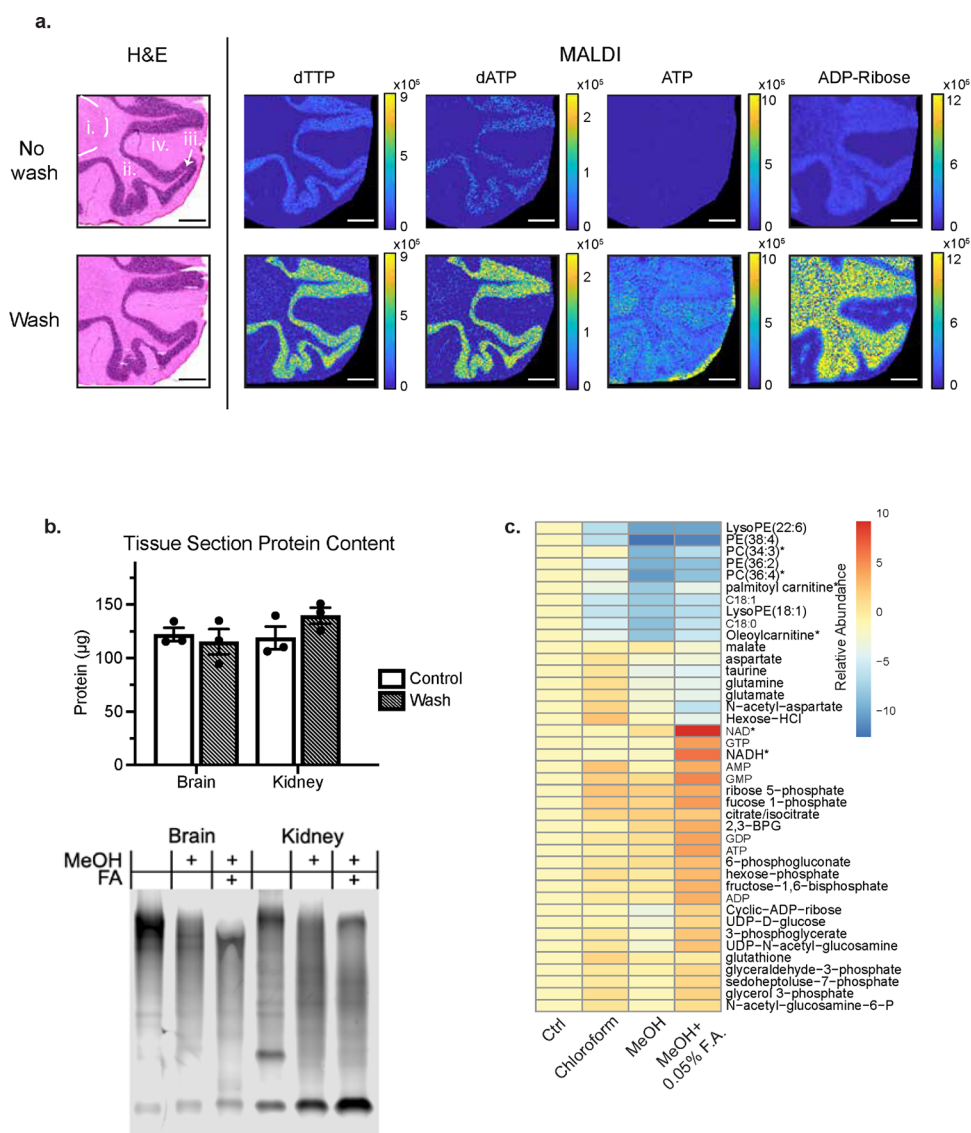 a.
H&E
MALDI
dTTP
dATP
ATP
ADP-Ribose
No wash
i.
ii.
iii.
iv.
x10⁵
9
5
0
x10⁵
2
1
0
x10⁵
10
5
0
x10⁵
12
6
0
Wash
x10⁵
9
5
0
x10⁵
2
1
0
x10⁵
10
5
0
x10⁵
12
6
0
b.
Tissue Section Protein Content
Protein (µg)
150
100
50
0
Brain
Kidney
Control
Wash
Brain Kidney
MeOH + + + +
FA + +
c.
LysoPE(22:6)
PE(38:4)
PC(34:3)*
PE(36:2)
PC(36:4)*
palmitoyl carnitine*
C18:1
LysoPE(18:1)
C18:0
Oleoylcarnitine*
malate
aspartate
taurine
glutamine
glutamate
N-acetyl-aspartate
Hexose-HCl
NAD*
GTP
NADH*
AMP
GMP
ribose 5-phosphate
fucose 1-phosphate
citrate/isocitrate
2,3-BPG
GDP
ATP
6-phosphogluconate
hexose-phosphate
fructose-1,6-bisphosphate
ADP
Cyclic-ADP-ribose
UDP-D-glucose
3-phosphoglycerate
UDP-N-acetyl-glucosamine
glutathione
glyceraldehyde-3-phosphate
sedoheptoluse-7-phosphate
glycerol 3-phosphate
N-acetyl-glucosamine-6-P
Ctrl
Chloroform
MeOH
MeOH+
0.05% F.A.
10
5
0
-5
-10
Relative Abundance